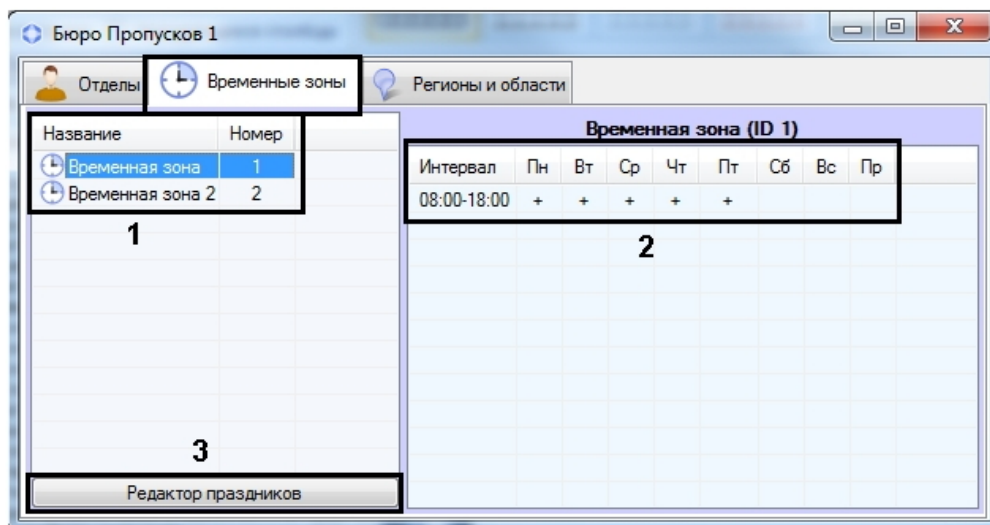 Бюро Пропусков 1
Отделы Временные зоны Регионы и области
Название Номер
Временная зона 1
Временная зона 2 2
1
Временная зона (ID 1)
Интервал Пн Вт Ср Чт Пт Сб Вс Пр
08:00-18:00 + + + + +
2
3
Редактор праздников